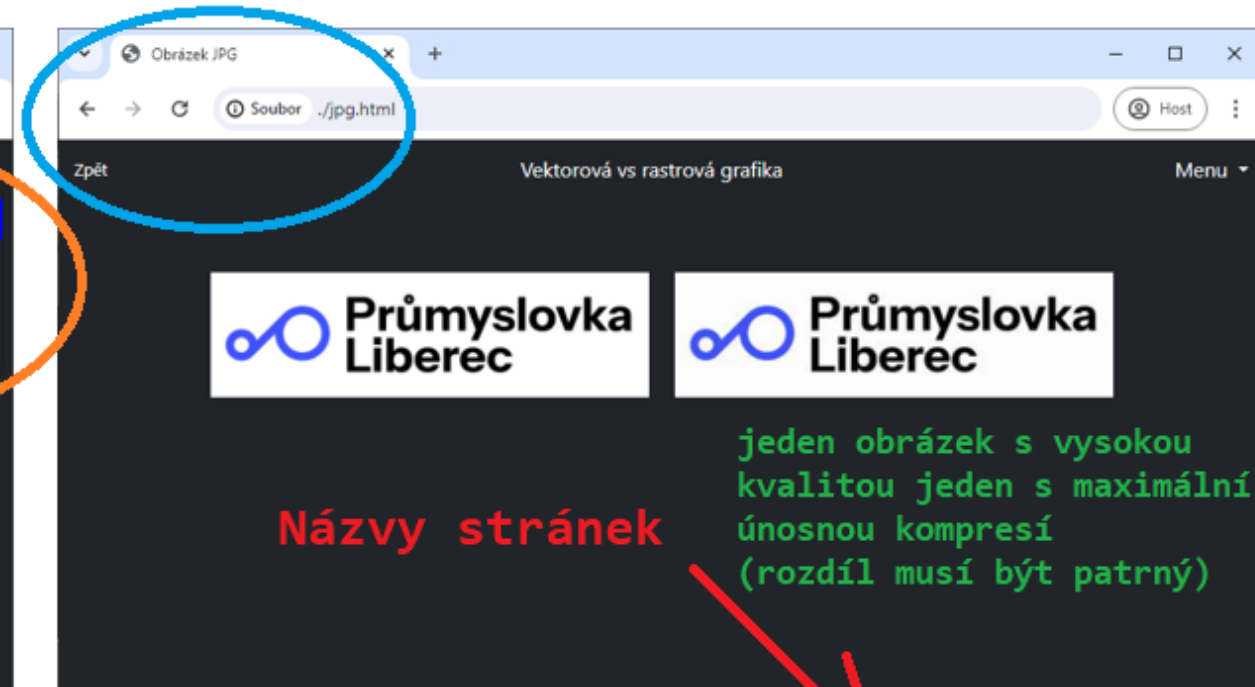 Obrázek JPG
Soubor ./jpg.html
Host
Zpět
Vektorová vs rastrová grafika
Menu
Průmyslovka
Liberec
Průmyslovka
Liberec
jeden obrázek s vysokou
kvalitou jeden s maximální
únosnou kompresí
(rozdíl musí být patrný)
Názvy stránek